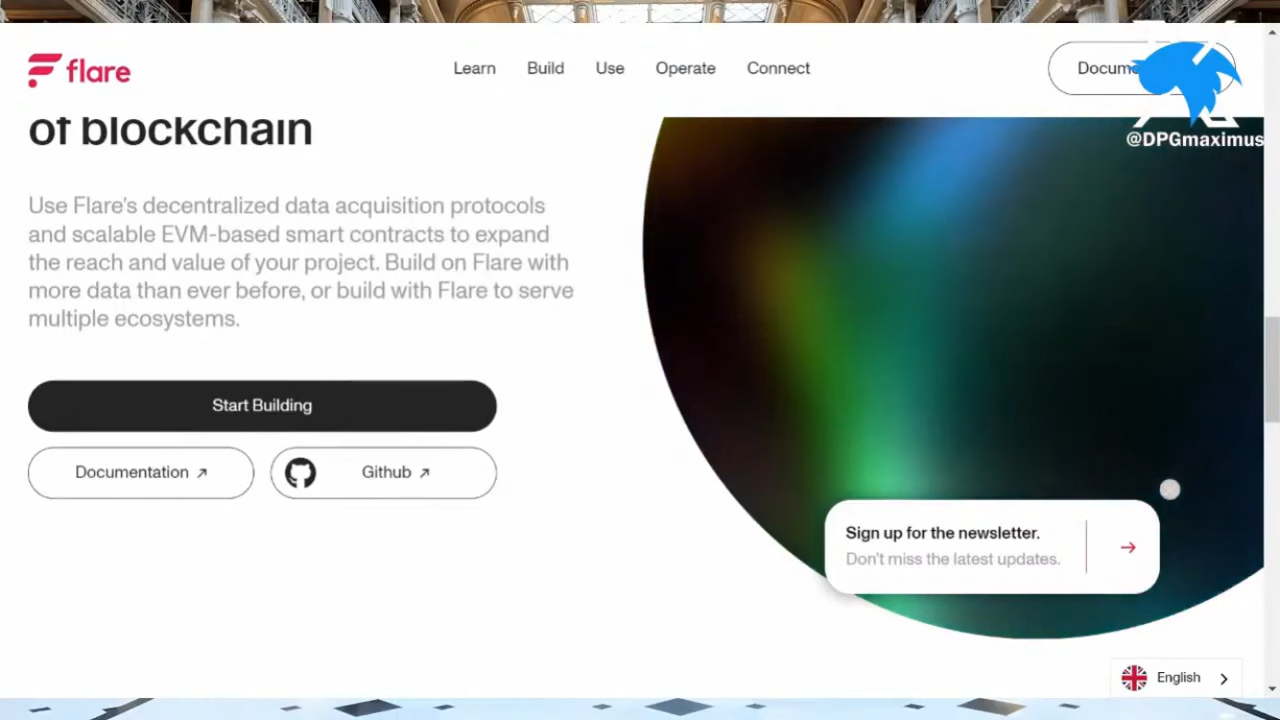 flare
Learn
Build
Use
Operate
Connect
@DPGmaximus
of blockchain
Use Flare's decentralized data acquisition protocols
and scalable EVM-based smart contracts to expand
the reach and value of your project. Build on Flare with
more data than ever before, or build with Flare to serve
multiple ecosystems.
Start Building
Documentation ↗
Github ↗
Sign up for the newsletter.
Don't miss the latest updates.
English